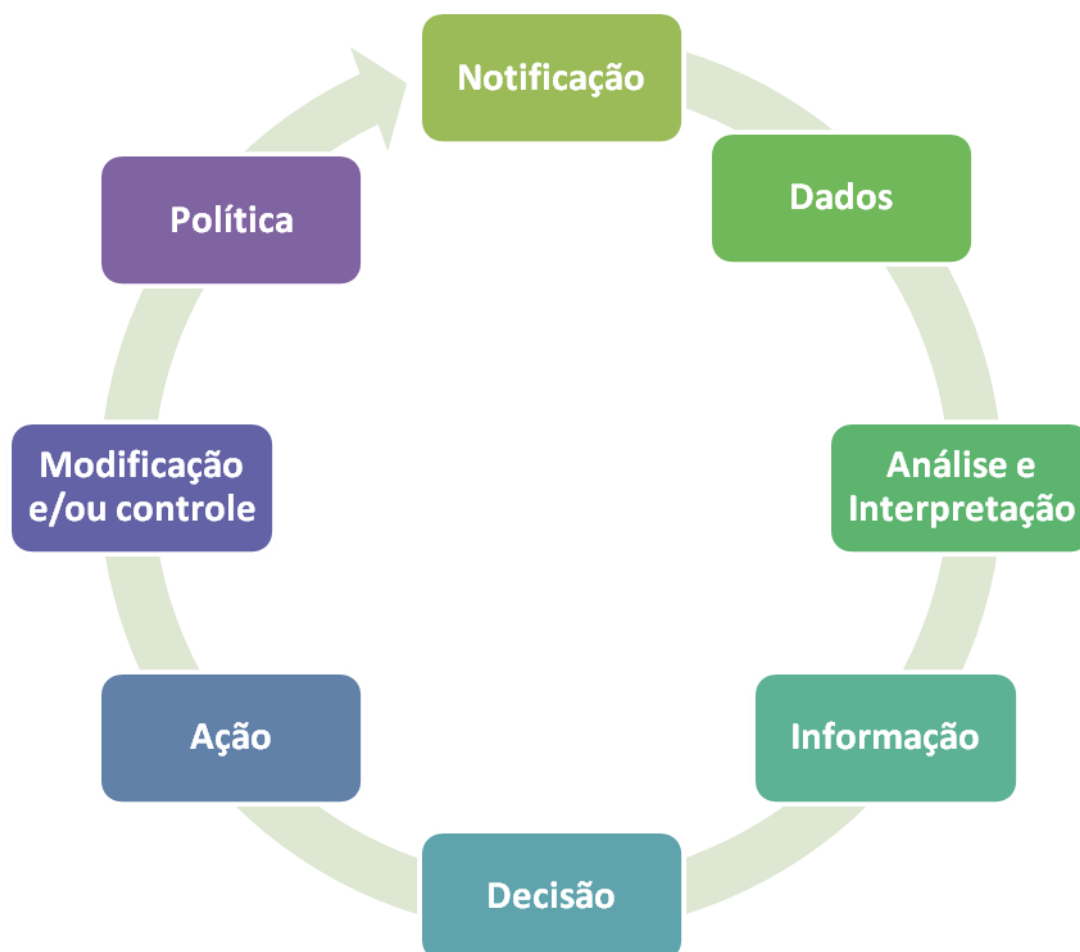 Notificação
Dados
Análise e
Interpretação
Informação
Decisão
Ação
Modificação
e/ou controle
Política